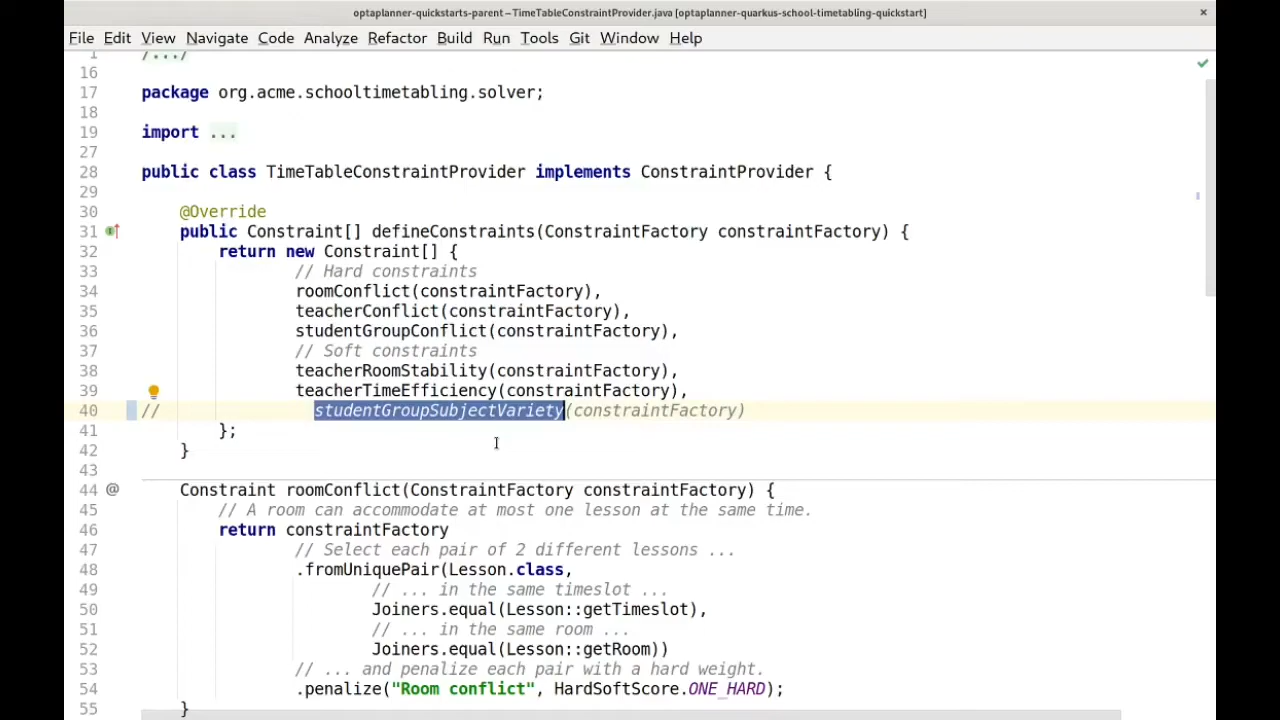 optaplanner-quickstarts-parent – TimeTableConstraintProvider.java [optaplanner-quarkus-school-timetabling-quickstart] ×
File Edit View Navigate Code Analyze Refactor Build Run Tools Git Window Help
1 /.../
16
17 package org.acme.schooltimetabling.solver;
18
19 import ...
27
28 public class TimeTableConstraintProvider implements ConstraintProvider {
29
30 @Override
31 public Constraint[] defineConstraints(ConstraintFactory constraintFactory) {
32 return new Constraint[] {
33 // Hard constraints
34 roomConflict(constraintFactory),
35 teacherConflict(constraintFactory),
36 studentGroupConflict(constraintFactory),
37 // Soft constraints
38 teacherRoomStability(constraintFactory),
39 teacherTimeEfficiency(constraintFactory),
40 // studentGroupSubjectVariety(constraintFactory)
41 };
42 }
43
44 @ Constraint roomConflict(ConstraintFactory constraintFactory) {
45 // A room can accommodate at most one lesson at the same time.
46 return constraintFactory
47 // Select each pair of 2 different lessons ...
48 .fromUniquePair(Lesson.class,
49 // ... in the same timeslot ...
50 Joiners.equal(Lesson::getTimeslot),
51 // ... in the same room ...
52 Joiners.equal(Lesson::getRoom))
53 // ... and penalize each pair with a hard weight.
54 .penalize("Room conflict", HardSoftScore.ONE_HARD);
55 }